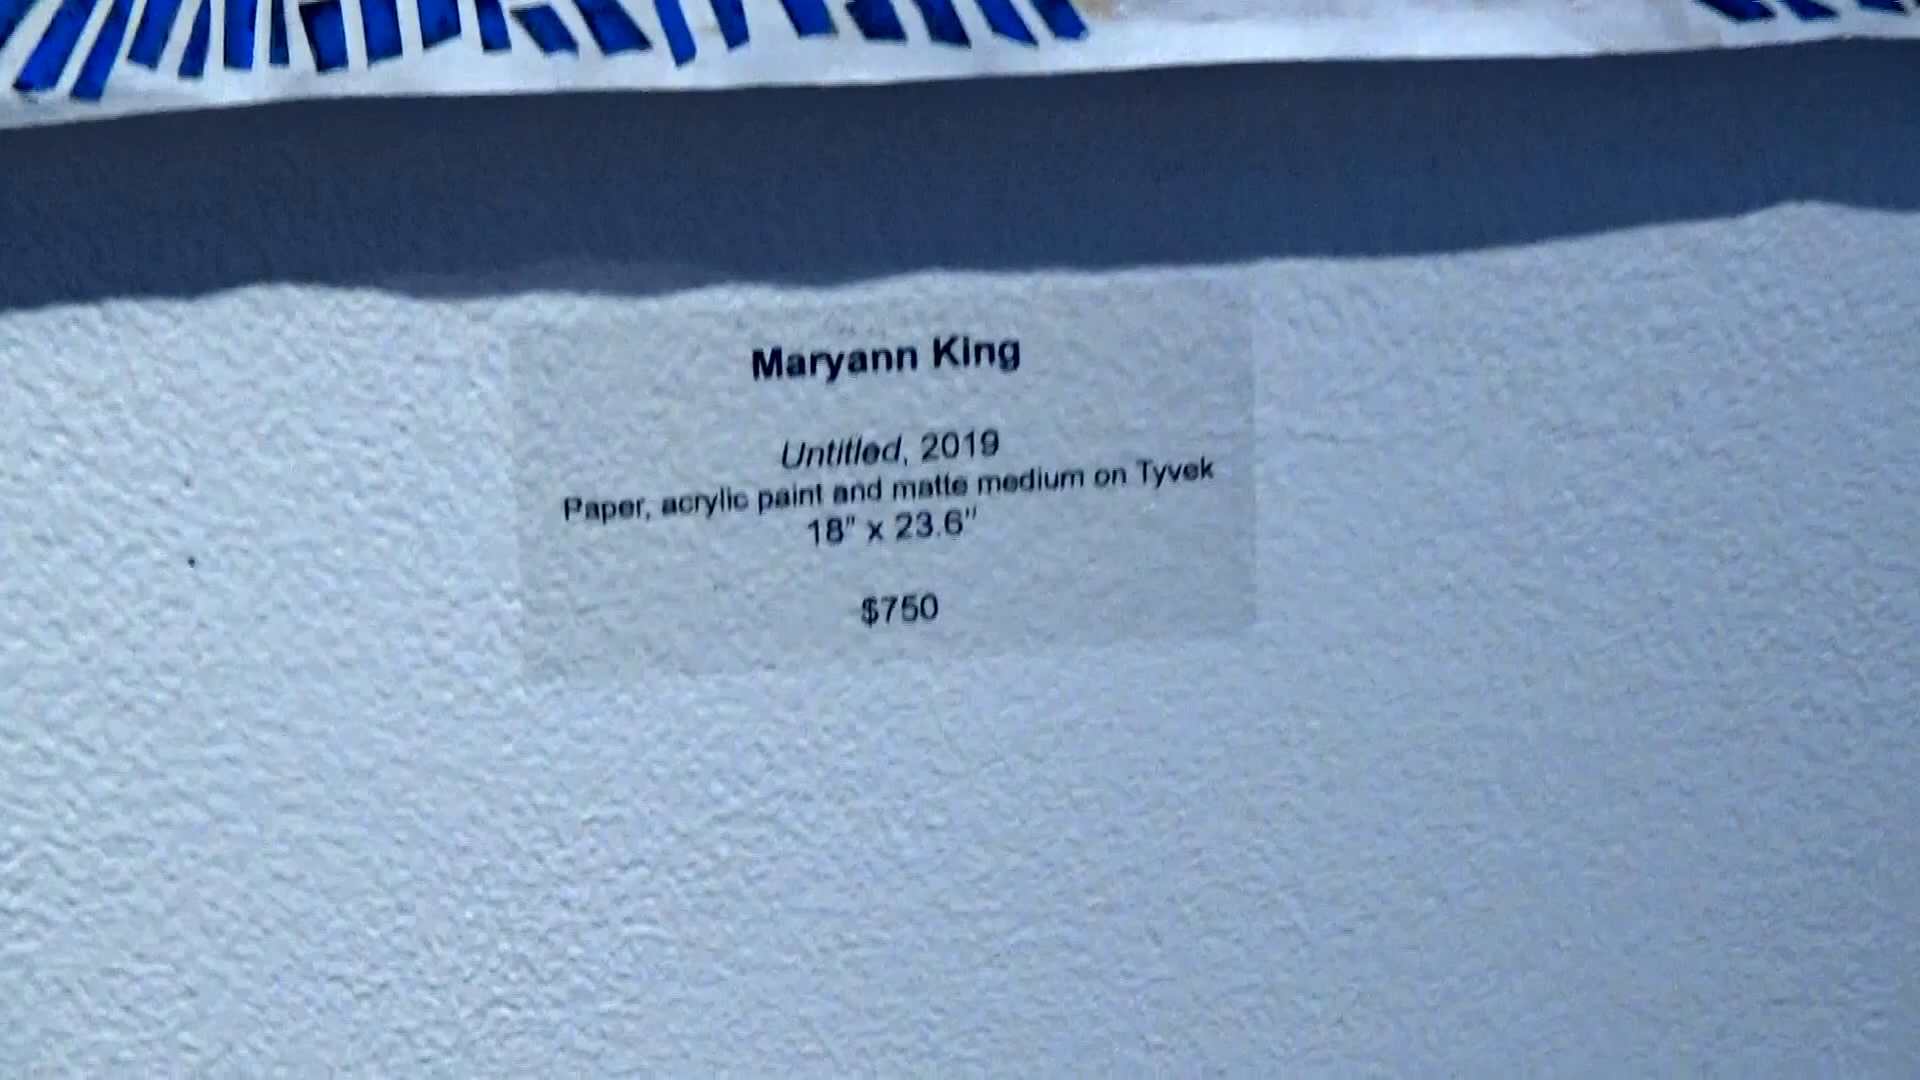 Maryann King
Untitled, 2019
Paper, acrylic paint and matte medium on Tyvek
18" x 23.6"
$750